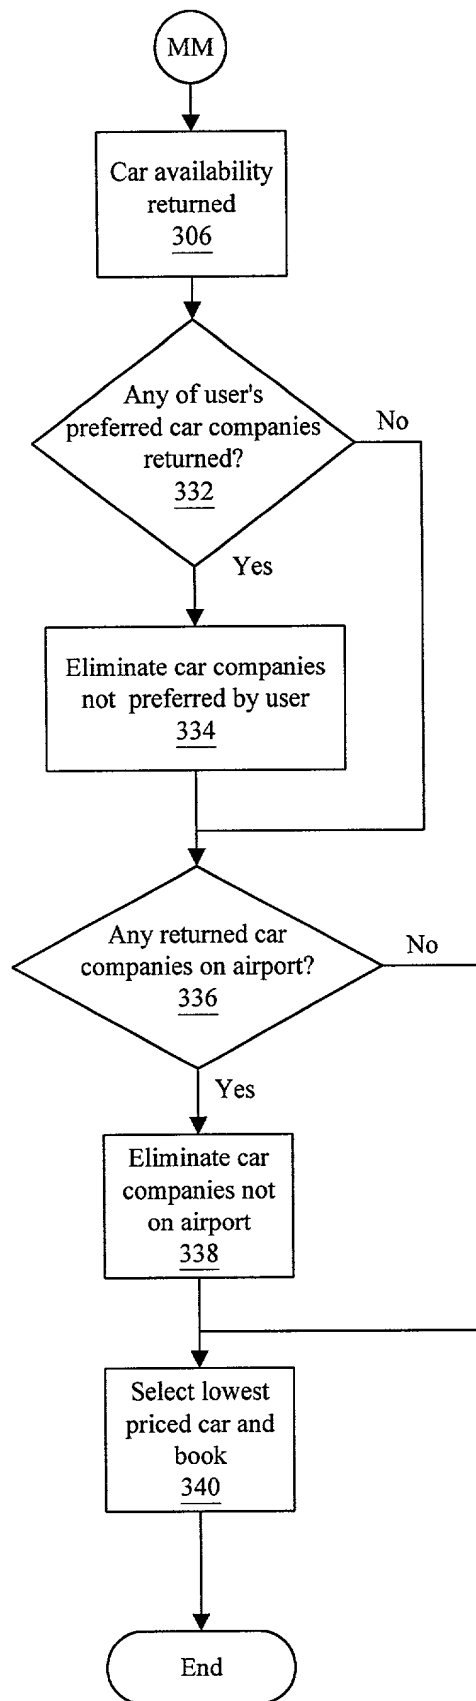 MM
Car availability
returned
306
Any of user's
preferred car companies
returned?
332
No
Yes
Eliminate car companies
not preferred by user
334
Any returned car
companies on airport?
336
No
Yes
Eliminate car
companies not
on airport
338
Select lowest
priced car and
book
340
End